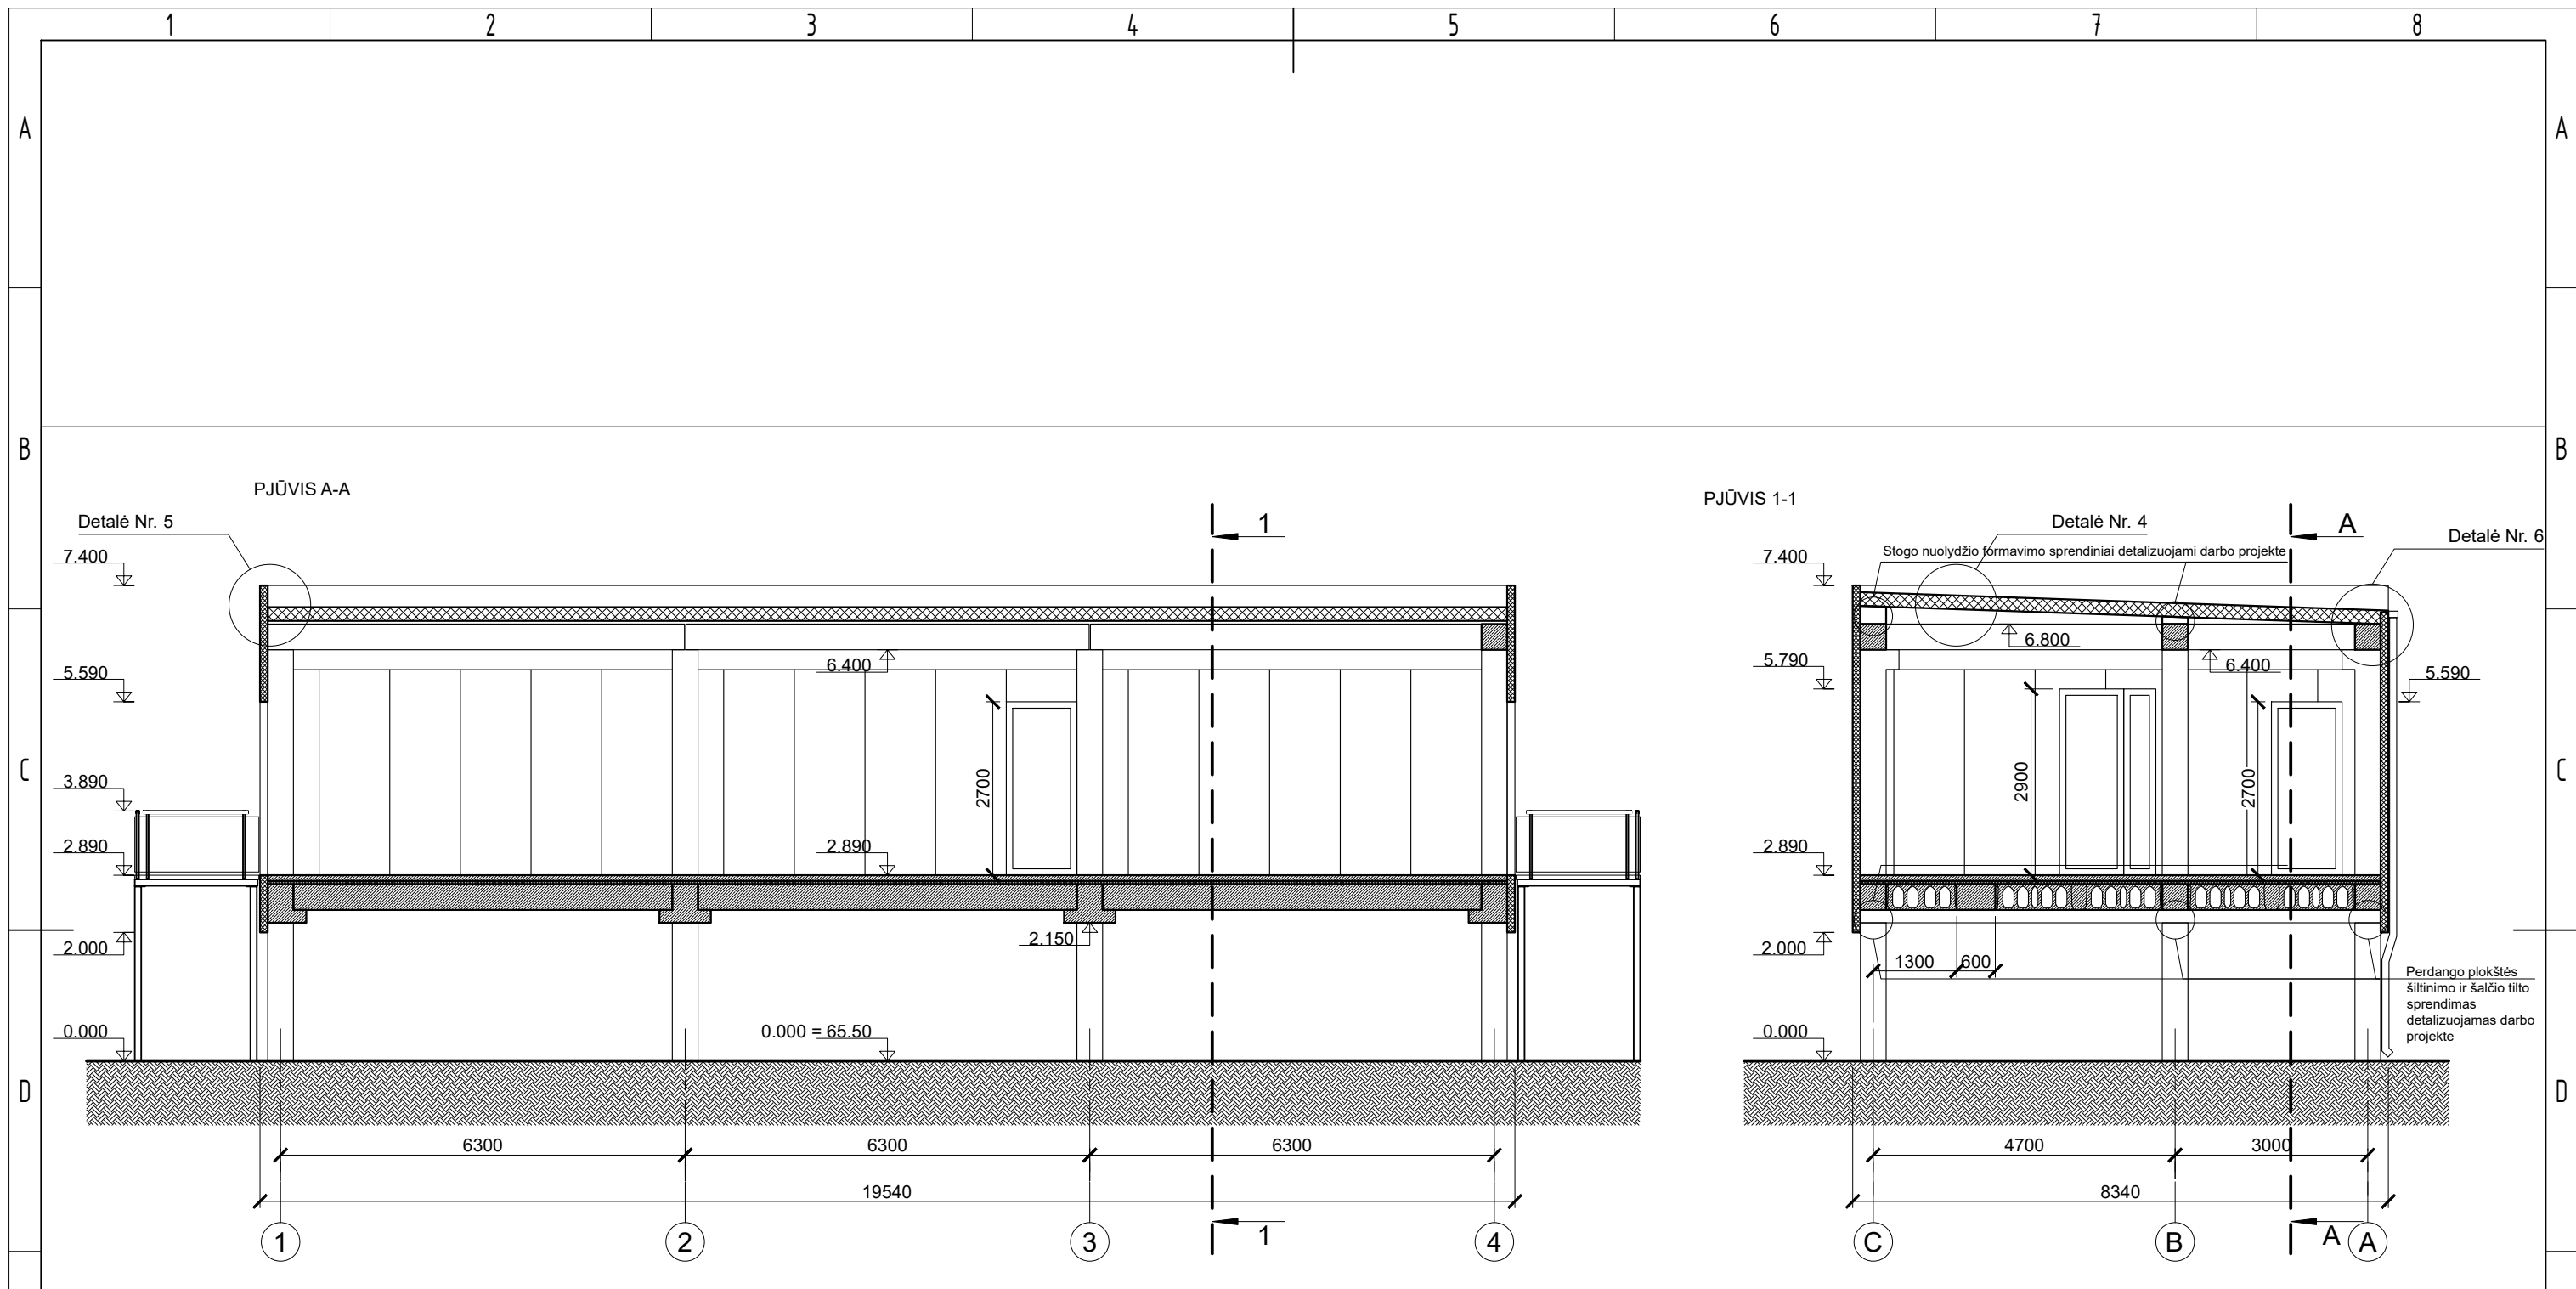 1 2 3 4 5 6 7 8
A A
B B
C C
D D
PJŪVIS A-A
Detalė Nr. 5
7.400
5.590
3.890
2.890
2.000
0.000
6.400
2700
2.890
2.150
0.000 = 65.50
1
1
6300 6300 6300
19540
1 2 3 4
PJŪVIS 1-1
Detalė Nr. 4
A
Detalė Nr. 6
Stogo nuolydžio formavimo sprendiniai detalizuojami darbo projekte
7.400
6.800
5.790
6.400
5.590
2900
2700
2.890
2.000
1300 600
Perdango plokštės
šiltinimo ir šalčio tilto
sprendimas
detalizuojamas darbo
projekte
0.000
4700 3000
8340
C B A A